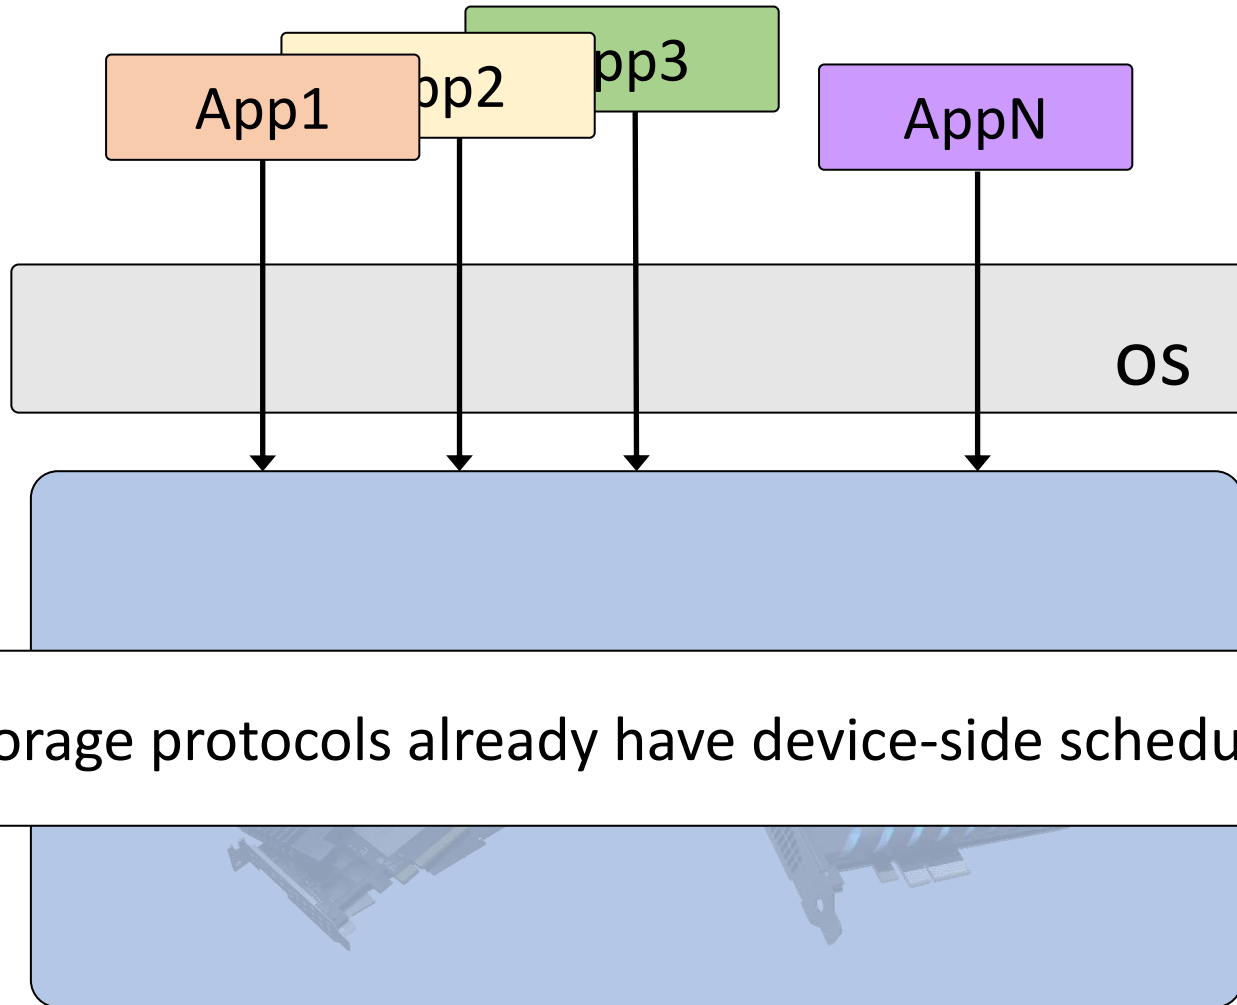 App1
pp2
pp3
AppN
OS
orage protocols already have device-side schedu